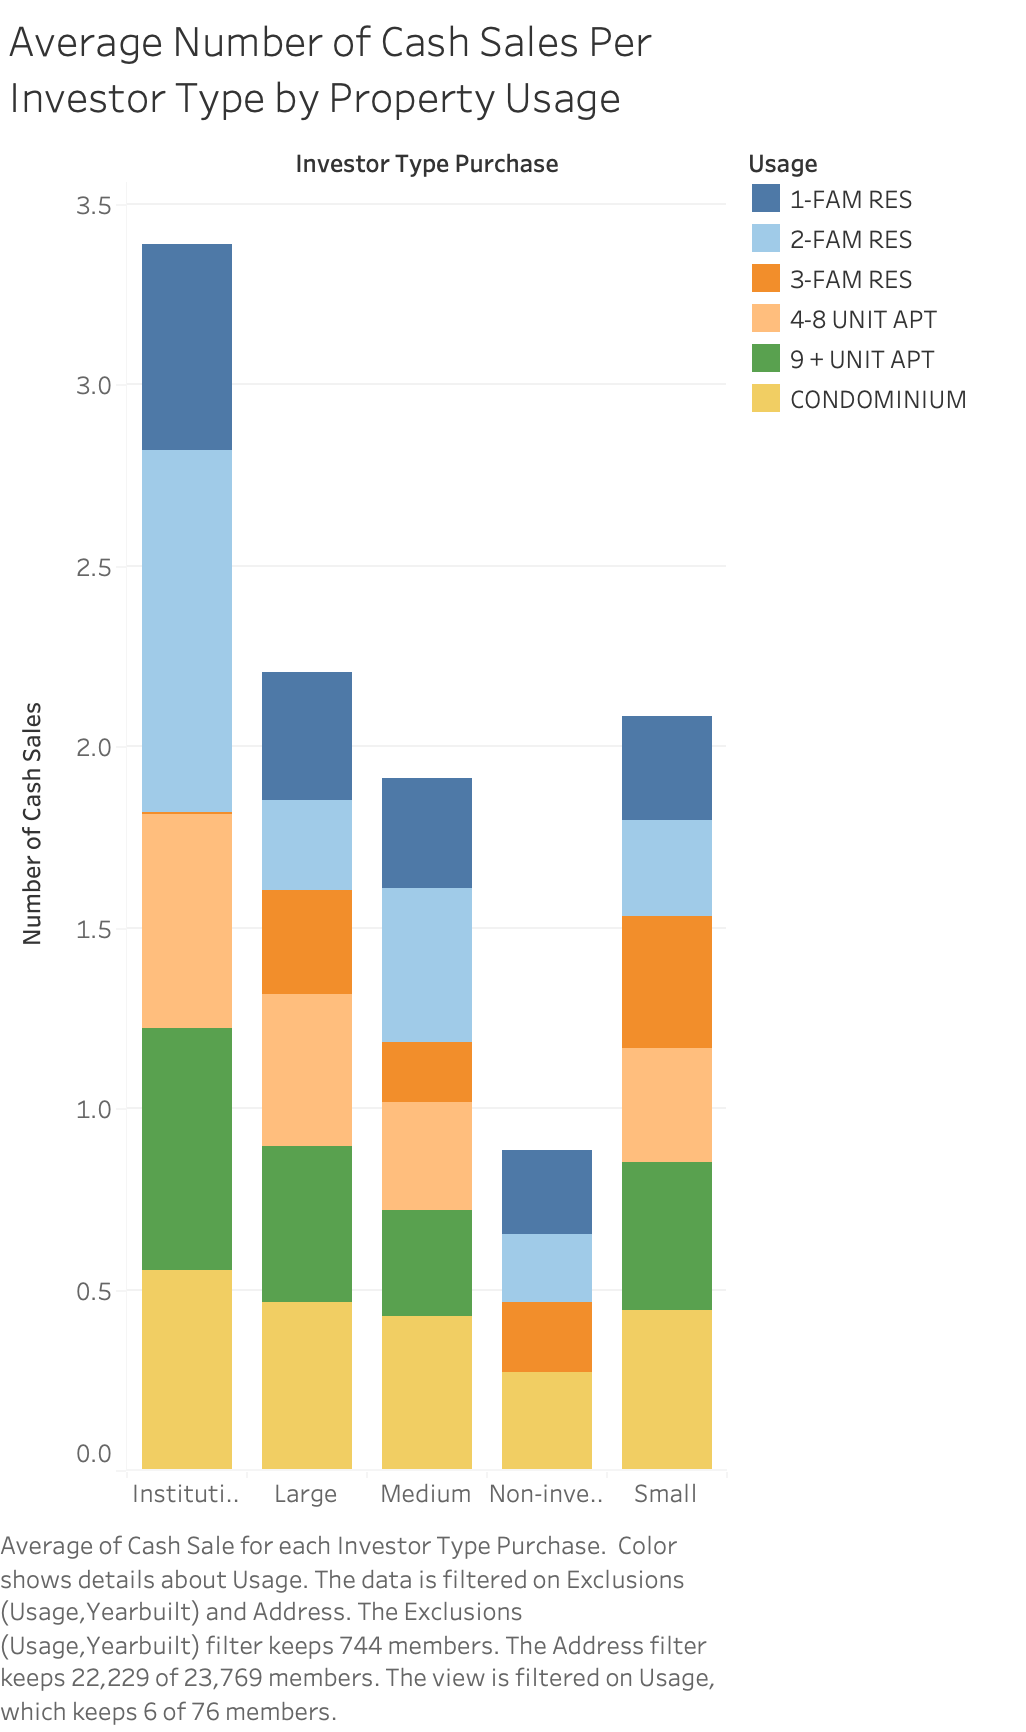 Average Number of Cash Sales Per
Investor Type by Property Usage
Investor Type Purchase
Usage
1-FAM RES
2-FAM RES
3-FAM RES
4-8 UNIT APT
9 + UNIT APT
CONDOMINIUM
3.5
3.0
2.5
2.0
1.5
1.0
0.5
0.0
Number of Cash Sales
Instituti..
Large
Medium
Non-inve..
Small
Average of Cash Sale for each Investor Type Purchase.  Color
shows details about Usage. The data is filtered on Exclusions
(Usage,Yearbuilt) and Address. The Exclusions
(Usage,Yearbuilt) filter keeps 744 members. The Address filter
keeps 22,229 of 23,769 members. The view is filtered on Usage,
which keeps 6 of 76 members.